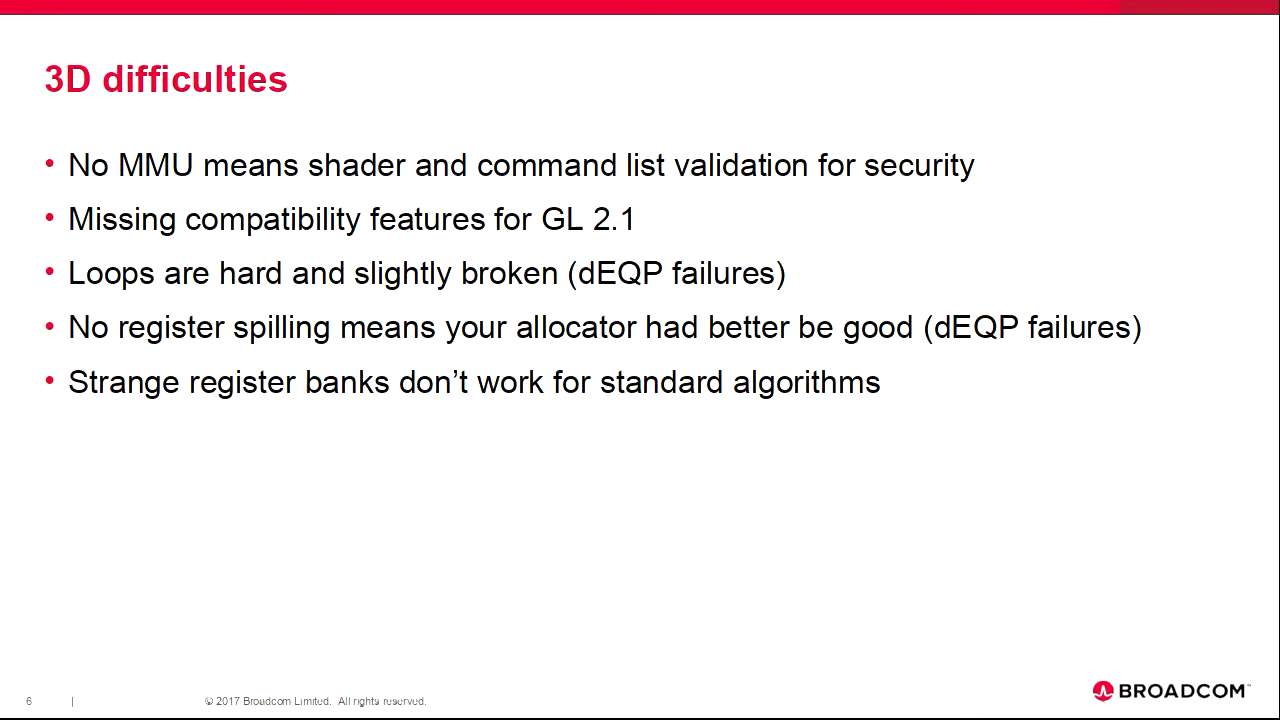 3D difficulties
• No MMU means shader and command list validation for security
• Missing compatibility features for GL 2.1
• Loops are hard and slightly broken (dEQP failures)
• No register spilling means your allocator had better be good (dEQP failures)
• Strange register banks don’t work for standard algorithms
6 | © 2017 Broadcom Limited. All rights reserved.
BROADCOM™